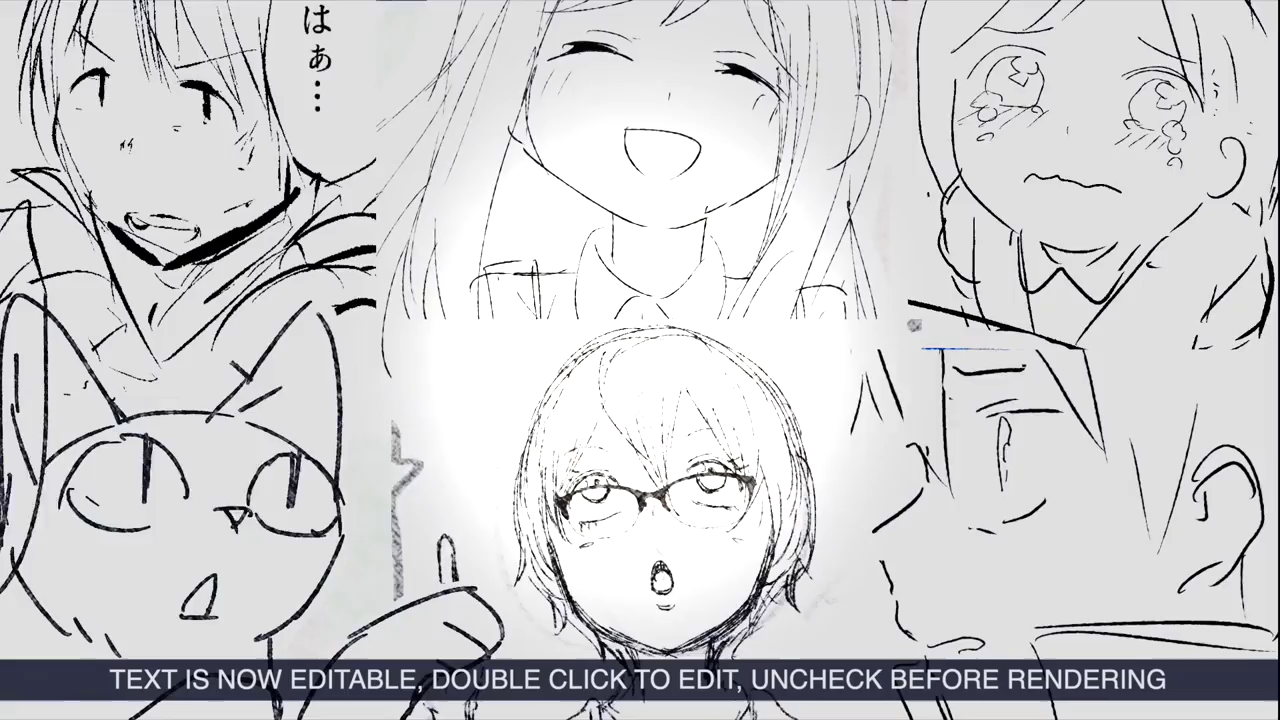 はぁ…
TEXT IS NOW EDITABLE, DOUBLE CLICK TO EDIT, UNCHECK BEFORE RENDERING